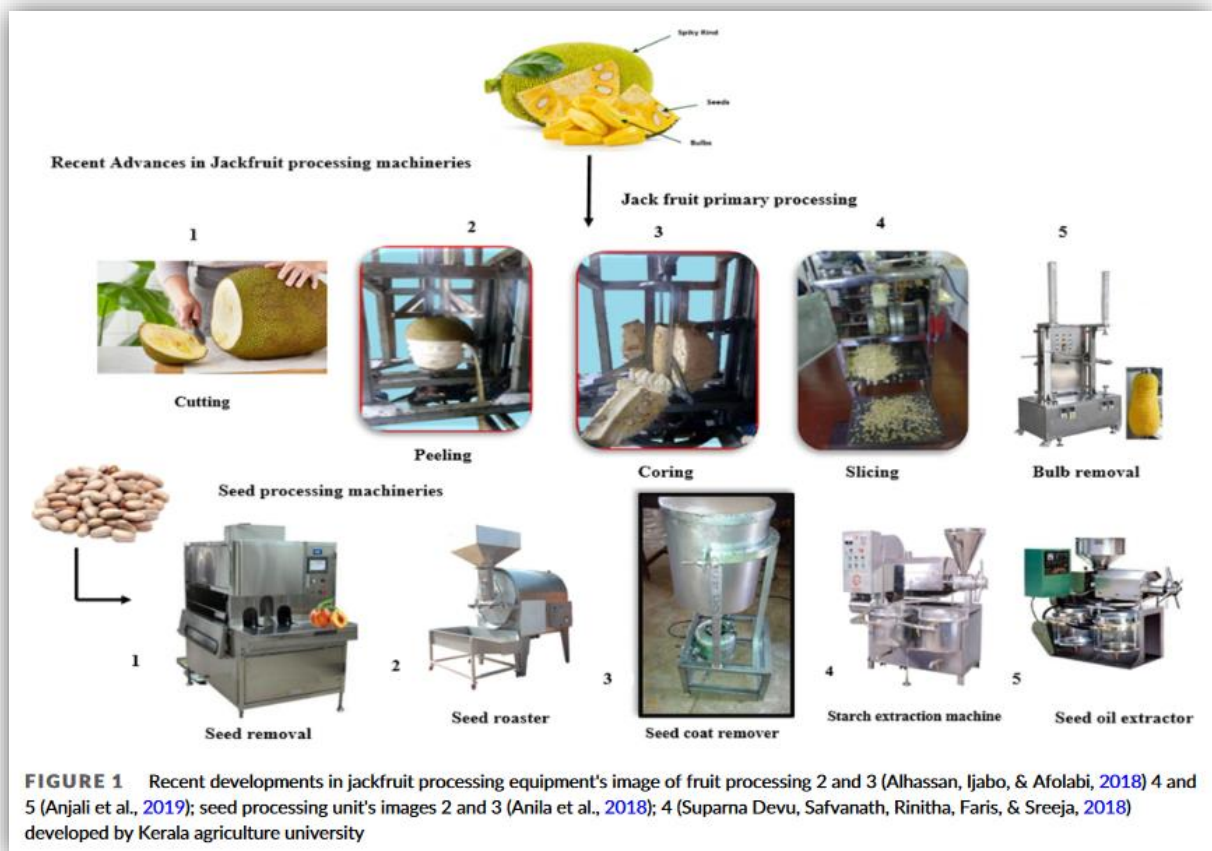 Spiky Rind
Seeds
Bulbs
Recent Advances in Jackfruit processing machineries
Jack fruit primary processing
1
2
3
4
5
Cutting
Peeling
Coring
Slicing
Bulb removal
Seed processing machineries
1
2
3
4
5
Seed removal
Seed roaster
Seed coat remover
Starch extraction machine
Seed oil extractor
FIGURE 1 Recent developments in jackfruit processing equipment's image of fruit processing 2 and 3 (Alhassan, Ijabo, & Afolabi, 2018) 4 and
5 (Anjali et al., 2019); seed processing unit's images 2 and 3 (Anila et al., 2018); 4 (Suparna Devu, Safvanath, Rinitha, Faris, & Sreeja, 2018)
developed by Kerala agriculture university